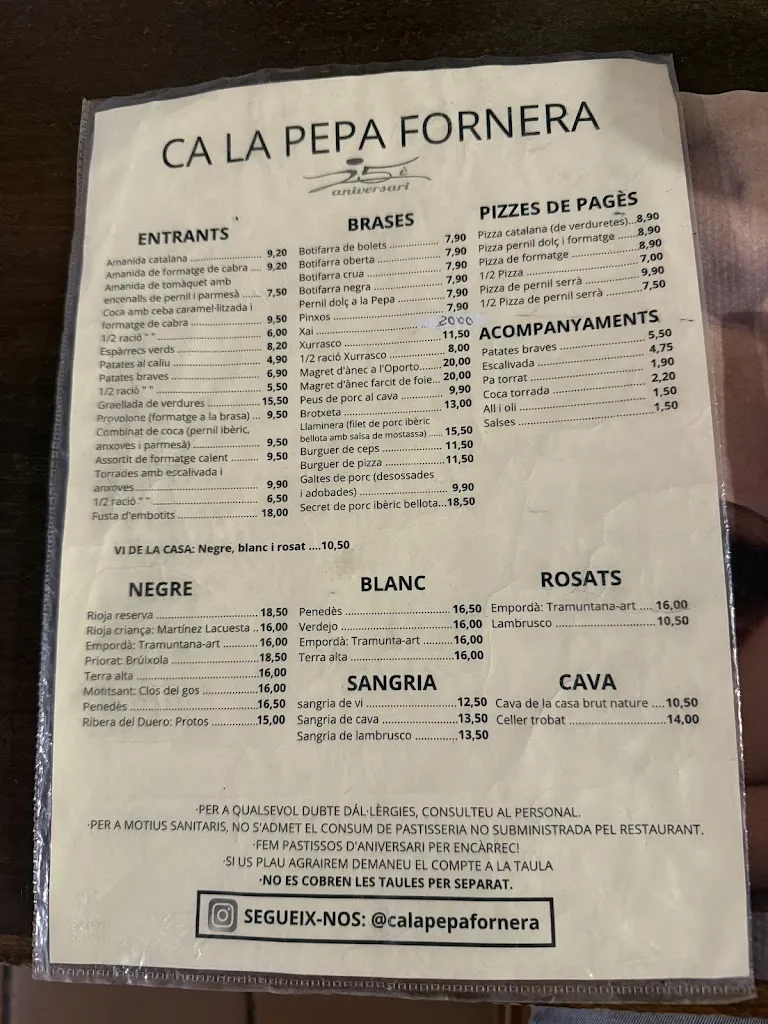 CA LA PEPA FORNERA
25è
aniversari
ENTRANTS
Amanida catalana .......................... 9,20
Amanida de formatge de cabra .... 9,20
Amanida de tomàquet amb
encenalls de pernil i parmesà ...... 7,50
Coca amb ceba caramel·litzada i
formatge de cabra ........................ 9,50
1/2 ració " " ................................ 6,00
Espàrrecs verds ........................... 8,20
Patates al caliu ............................ 4,90
Patates braves ............................. 6,90
1/2 ració " " ................................ 5,50
Graellada de verdures ................. 15,50
Provolone (formatge a la brasa) ... 9,50
Combinat de coca (pernil ibèric,
anxoves i parmesà) ..................... 9,50
Assortit de formatge calent ......... 9,50
Torrades amb escalivada i
anxoves ...................................... 9,90
1/2 ració " " ................................ 6,50
Fusta d'embotits ......................... 18,00
BRASES
Botifarra de bolets ................ 7,90
Botifarra oberta .................... 7,90
Botifarra crua ....................... 7,90
Botifarra negra ..................... 7,90
Pernil dolç a la Pepa ............. 7,90
Pinxos .................................. 7,90
Xai ....................... 20'00
Xurrasco .............................. 11,50
1/2 ració Xurrasco ................ 8,00
Magret d'ànec a l'Oporto....... 20,00
Magret d'ànec farcit de foie... 20,00
Peus de porc al cava ............. 9,90
Brotxeta ............................... 13,00
Llaminera (filet de porc ibèric
bellota amb salsa de mostassa) .... 15,50
Burguer de ceps .................... 11,50
Burguer de pizza ................... 11,50
Galtes de porc (desossades
i adobades) ........................... 9,90
Secret de porc ibèric bellota...18,50
PIZZES DE PAGÈS
Pizza catalana (de verduretes)...8,90
Pizza pernil dolç i formatge ......8,90
Pizza de formatge ................... 8,90
1/2 Pizza ................................ 7,00
Pizza de pernil serrà ................ 9,90
1/2 Pizza de pernil serrà .......... 7,50
ACOMPANYAMENTS
Patates braves ....................... 5,50
Escalivada .............................. 4,75
Pa torrat ................................ 1,90
Coca torrada .......................... 2,20
All i oli ................................... 1,50
Salses .................................... 1,50
VI DE LA CASA: Negre, blanc i rosat ....10,50
NEGRE
Rioja reserva ............................... 18,50
Rioja criança: Martínez Lacuesta .. 16,00
Empordà: Tramuntana-art ........... 16,00
Priorat: Brúixola .......................... 18,50
Terra alta .................................... 16,00
Motitsant: Clos del gos ................ 16,00
Penedès ..................................... 16,50
Ribera del Duero: Protos ............. 15,00
BLANC
Penedès ........................... 16,50
Verdejo ............................ 16,00
Empordà: Tramunta-art ........ 16,00
Terra alta .......................... 16,00
SANGRIA
sangria de vi ......................12,50
Sangria de cava ..................13,50
Sangria de lambrusco ..........13,50
ROSATS
Empordà: Tramuntana-art .... 16,00
Lambrusco ......................... 10,50
CAVA
Cava de la casa brut nature ....10,50
Celler trobat ......................... 14,00
·PER A QUALSEVOL DUBTE DÁL·LÈRGIES, CONSULTEU AL PERSONAL.
·PER A MOTIUS SANITARIS, NO S'ADMET EL CONSUM DE PASTISSERIA NO SUBMINISTRADA PEL RESTAURANT.
·FEM PASTISSOS D'ANIVERSARI PER ENCÀRREC!
·SI US PLAU AGRAIREM DEMANEU EL COMPTE A LA TAULA
·NO ES COBREN LES TAULES PER SEPARAT.
SEGUEIX-NOS: @calapepafornera